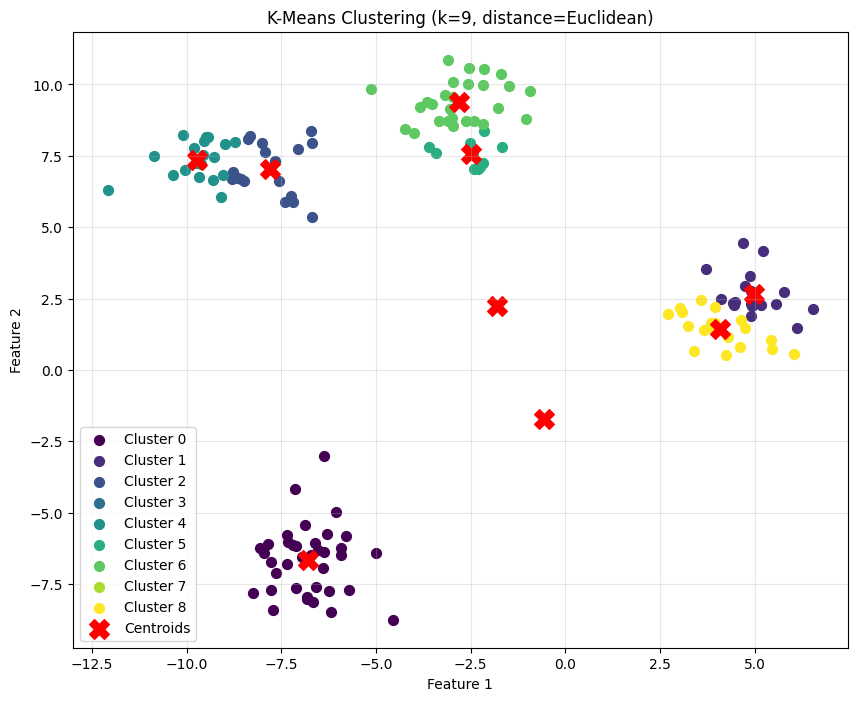 K-Means Clustering (k=9, distance=Euclidean)
10.0
7.5
5.0
2.5
0.0
−2.5
−5.0
−7.5
Feature 2
Cluster 0
Cluster 1
Cluster 2
Cluster 3
Cluster 4
Cluster 5
Cluster 6
Cluster 7
Cluster 8
Centroids
−12.5 −10.0 −7.5 −5.0 −2.5 0.0 2.5 5.0
Feature 1